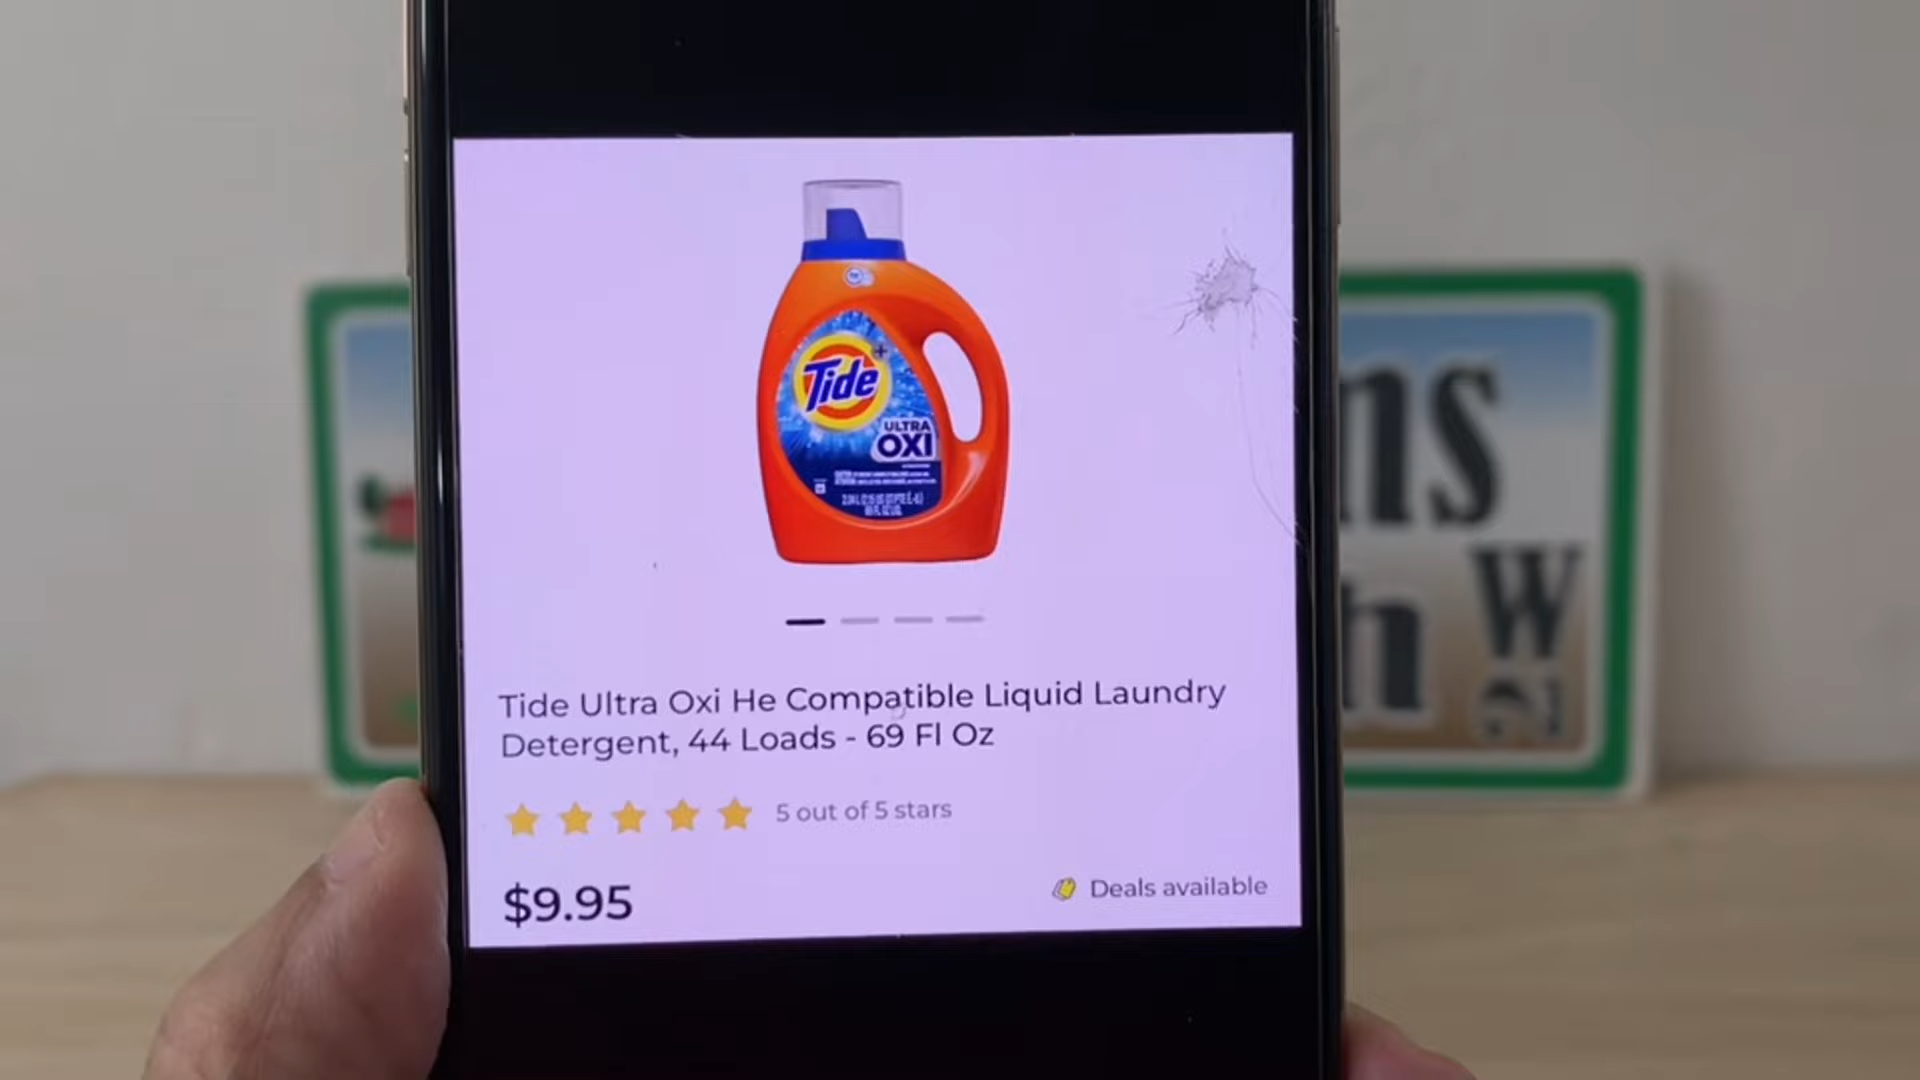 Tide
+
ULTRA
OXI
Tide Ultra Oxi He Compatible Liquid Laundry
Detergent, 44 Loads - 69 Fl Oz
5 out of 5 stars
$9.95
Deals available
ns
h
W